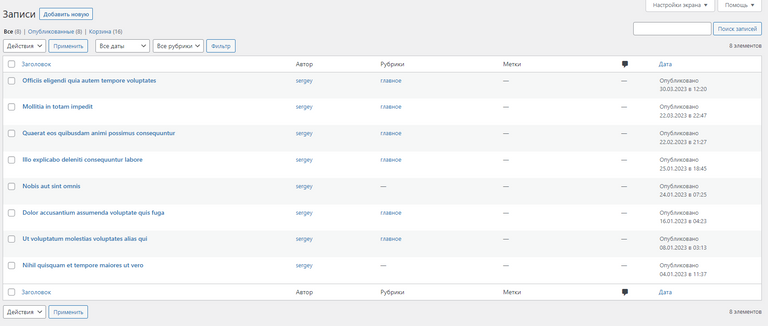 Настройки экрана ▼ Помощь ▼
Записи Добавить новую
Все (8) | Опубликованные (8) | Корзина (16)
Поиск записей
Действия Применить Все даты Все рубрики Фильтр 8 элементов
Заголовок Автор Рубрики Метки Дата
Officiis eligendi quia autem tempore voluptates sergey главное — — Опубликовано
30.03.2023 в 12:20
Mollitia in totam impedit sergey главное — — Опубликовано
22.03.2023 в 22:47
Quaerat eos quibusdam animi possimus consequuntur sergey главное — — Опубликовано
22.02.2023 в 21:27
Illo explicabo deleniti consequuntur labore sergey главное — — Опубликовано
25.01.2023 в 18:45
Nobis aut sint omnis sergey — — — Опубликовано
24.01.2023 в 07:25
Dolor accusantium assumenda voluptate quis fuga sergey главное — — Опубликовано
16.01.2023 в 04:23
Ut voluptatum molestias voluptates alias qui sergey главное — — Опубликовано
08.01.2023 в 03:13
Nihil quisquam et tempore maiores ut vero sergey — — — Опубликовано
04.01.2023 в 11:37
Заголовок Автор Рубрики Метки Дата
Действия Применить 8 элементов